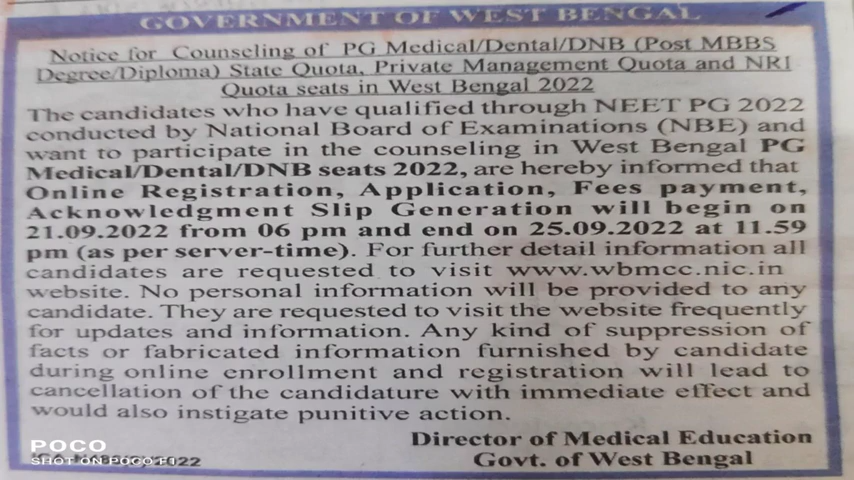 GOVERNMENT OF WEST BENGAL
Notice for Counseling of PG Medical/Dental/DNB (Post MBBS
Degree/Diploma) State Quota, Private Management Quota and NRI
Quota seats in West Bengal 2022
The candidates who have qualified through NEET PG 2022
conducted by National Board of Examinations (NBE) and
want to participate in the counseling in West Bengal PG
Medical/Dental/DNB seats 2022, are hereby informed that
Online Registration, Application, Fees payment,
Acknowledgment Slip Generation will begin on
21.09.2022 from 06 pm and end on 25.09.2022 at 11.59
pm (as per server-time). For further detail information all
candidates are requested to visit www.wbmcc.nic.in
website. No personal information will be provided to any
candidate. They are requested to visit the website frequently
for updates and information. Any kind of suppression of
facts or fabricated information furnished by candidate
during online enrollment and registration will lead to
cancellation of the candidature with immediate effect and
would also instigate punitive action.
Director of Medical Education
Govt. of West Bengal
POCO
SHOT ON POCO F1